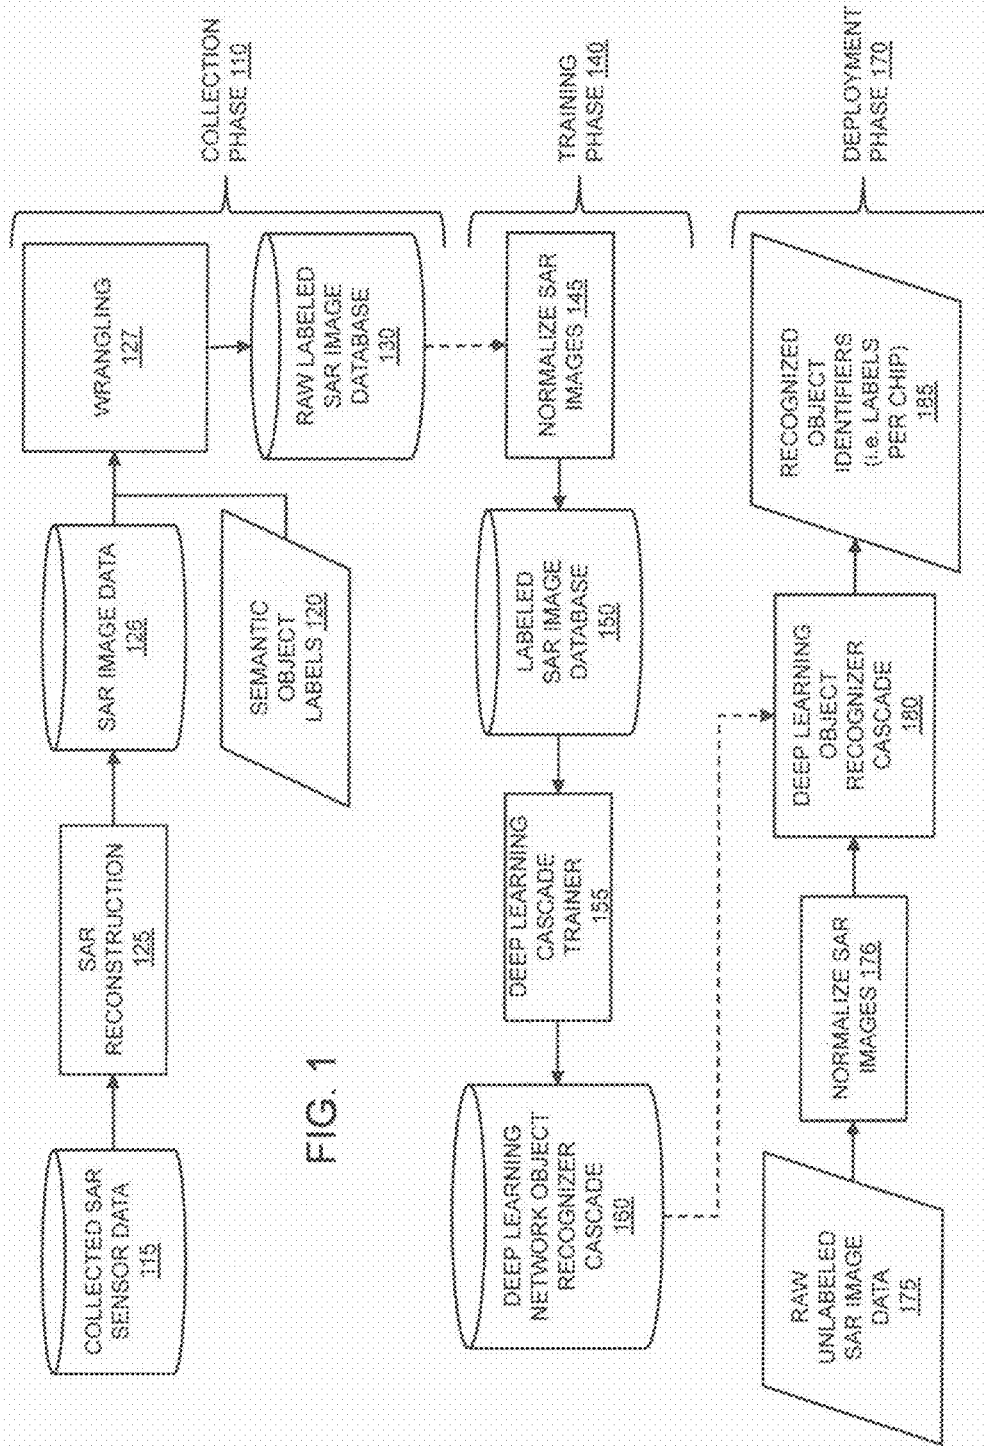 COLLECTED SAR
SENSOR DATA
115
SAR
RECONSTRUCTION
125
SAR IMAGE DATA
126
SEMANTIC
OBJECT
LABELS 120
WRANGLING
127
RAW LABELED
SAR IMAGE
DATABASE
130
COLLECTION
PHASE 110
FIG. 1
NORMALIZE SAR
IMAGES 145
LABELED
SAR IMAGE
DATABASE
150
DEEP LEARNING
CASCADE
TRAINER
155
DEEP LEARNING
NETWORK OBJECT
RECOGNIZER
CASCADE
160
TRAINING
PHASE 140
RAW
UNLABELED
SAR IMAGE
DATA
175
NORMALIZE SAR
IMAGES 176
DEEP LEARNING
OBJECT
RECOGNIZER
CASCADE
180
RECOGNIZED
OBJECT
IDENTIFIERS
(i.e. LABELS
PER CHIP)
185
DEPLOYMENT
PHASE 170